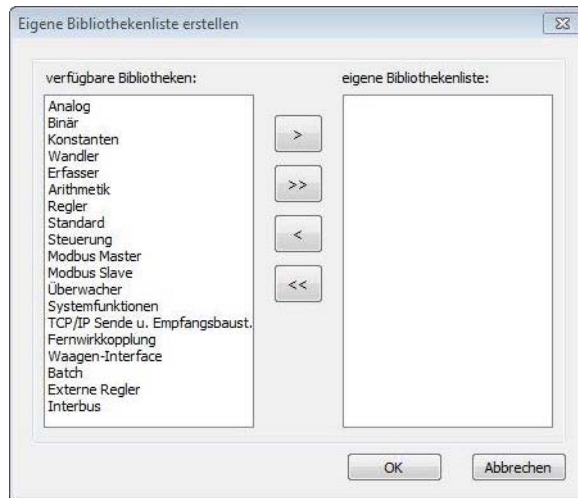 Eigene Bibliothekenliste erstellen
verfügbare Bibliotheken:
eigene Bibliothekenliste:
Analog
Binär
Konstanten
Wandler
Erfasser
Arithmetik
Regler
Standard
Steuerung
Modbus Master
Modbus Slave
Überwacher
Systemfunktionen
TCP/IP Sende u. Empfangsbaust.
Fernwirkkopplung
Waagen-Interface
Batch
Externe Regler
Interbus
>
>>
<
<<
OK
Abbrechen